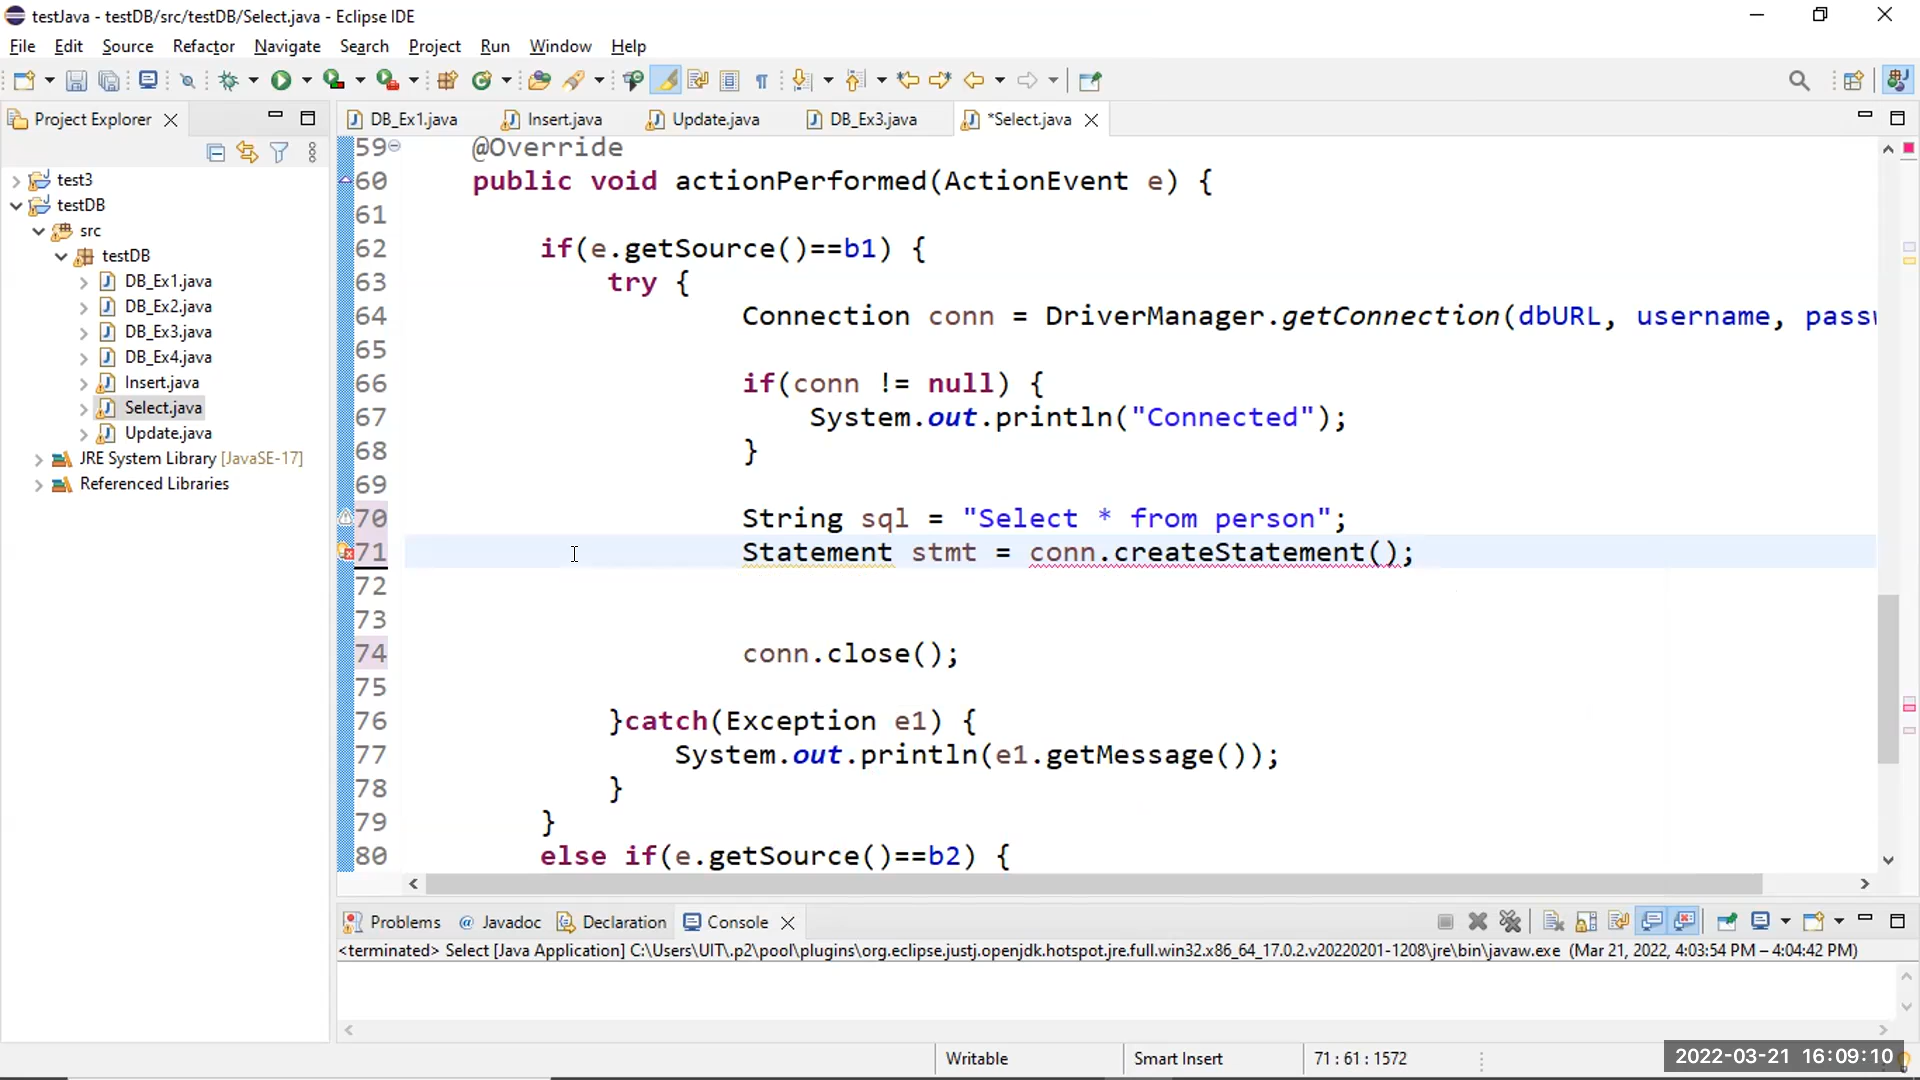 testJava - testDB/src/testDB/Select.java - Eclipse IDE
File Edit Source Refactor Navigate Search Project Run Window Help
Project Explorer
test3
testDB
src
testDB
DB_Ex1.java
DB_Ex2.java
DB_Ex3.java
DB_Ex4.java
Insert.java
Select.java
Update.java
JRE System Library [JavaSE-17]
Referenced Libraries
DB_Ex1.java Insert.java Update.java DB_Ex3.java *Select.java
59 @Override
60 public void actionPerformed(ActionEvent e) {
61
62 if(e.getSource()==b1) {
63 try {
64 Connection conn = DriverManager.getConnection(dbURL, username, passw
65
66 if(conn != null) {
67 System.out.println("Connected");
68 }
69
70 String sql = "Select * from person";
71 Statement stmt = conn.createStatement();
72
73
74 conn.close();
75
76 }catch(Exception e1) {
77 System.out.println(e1.getMessage());
78 }
79 }
80 else if(e.getSource()==b2) {
Problems @ Javadoc Declaration Console
<terminated> Select [Java Application] C:\Users\UIT\.p2\pool\plugins\org.eclipse.justj.openjdk.hotspot.jre.full.win32.x86_64_17.0.2.v20220201-1208\jre\bin\javaw.exe (Mar 21, 2022, 4:03:54 PM – 4:04:42 PM)
Writable Smart Insert 71 : 61 : 1572
2022-03-21 16:09:10